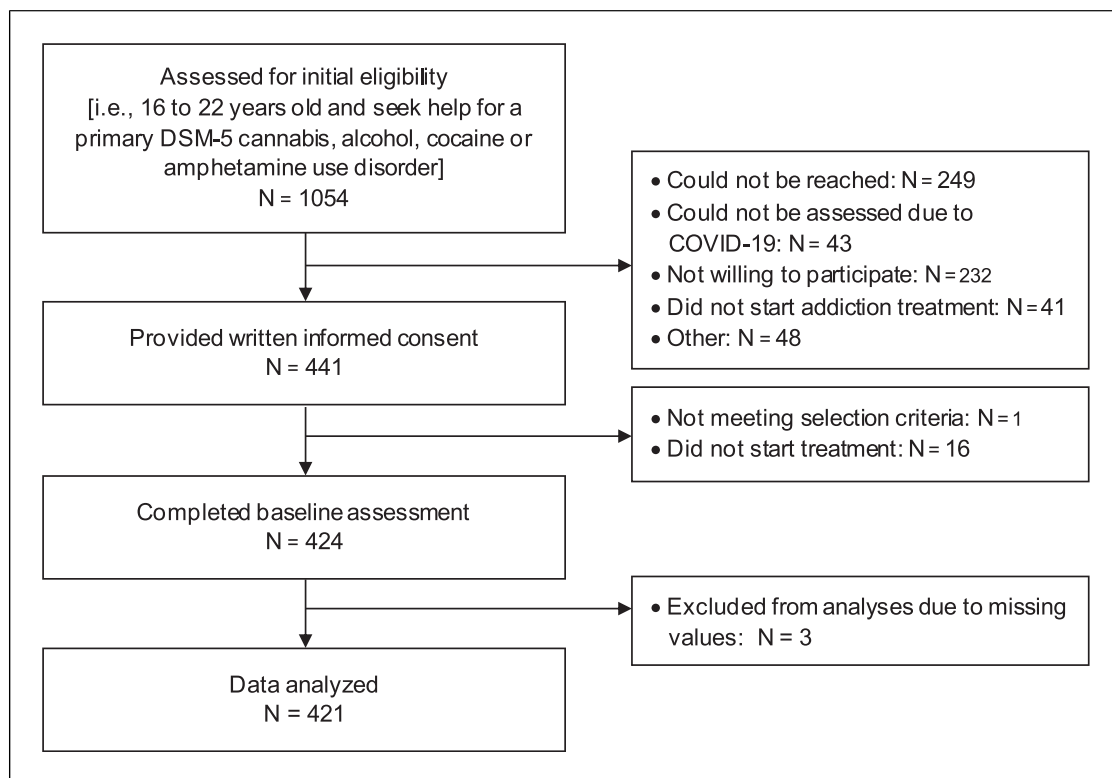 Assessed for initial eligibility
[i.e., 16 to 22 years old and seek help for a
primary DSM-5 cannabis, alcohol, cocaine or
amphetamine use disorder]
N = 1054
• Could not be reached: N = 249
• Could not be assessed due to
COVID-19: N = 43
• Not willing to participate: N = 232
• Did not start addiction treatment: N = 41
• Other: N = 48
Provided written informed consent
N = 441
• Not meeting selection criteria: N = 1
• Did not start treatment: N = 16
Completed baseline assessment
N = 424
• Excluded from analyses due to missing
values: N = 3
Data analyzed
N = 421